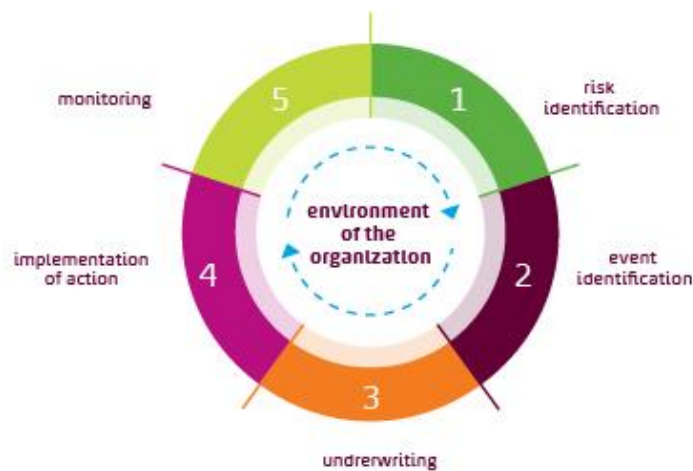 5
1
monitoring
risk
identification
environment
of the
organization
implementation
of action
4
2
event
identification
3
undrerwriting